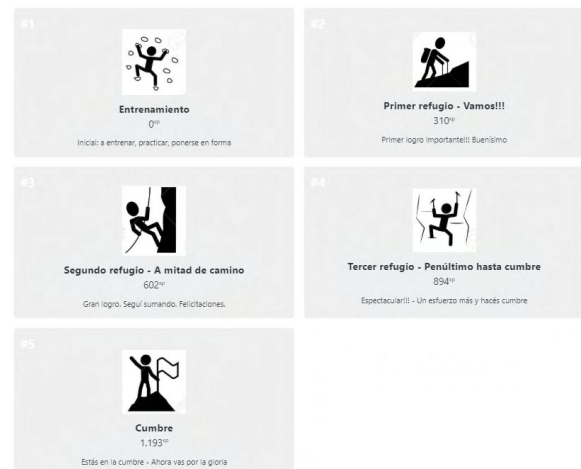 #1
Entrenamiento
0xp
Inicial: a entrenar, practicar, ponerse en forma
#2
Primer refugio - Vamos!!!
310xp
Primer logro importante!!! Buenísimo
#3
Segundo refugio - A mitad de camino
602xp
Gran logro. Seguí sumando. Felicitaciones.
#4
Tercer refugio - Penúltimo hasta cumbre
894xp
Espectacular!!! - Un esfuerzo más y hacés cumbre
#5
Cumbre
1.193xp
Estás en la cumbre - Ahora vas por la gloria